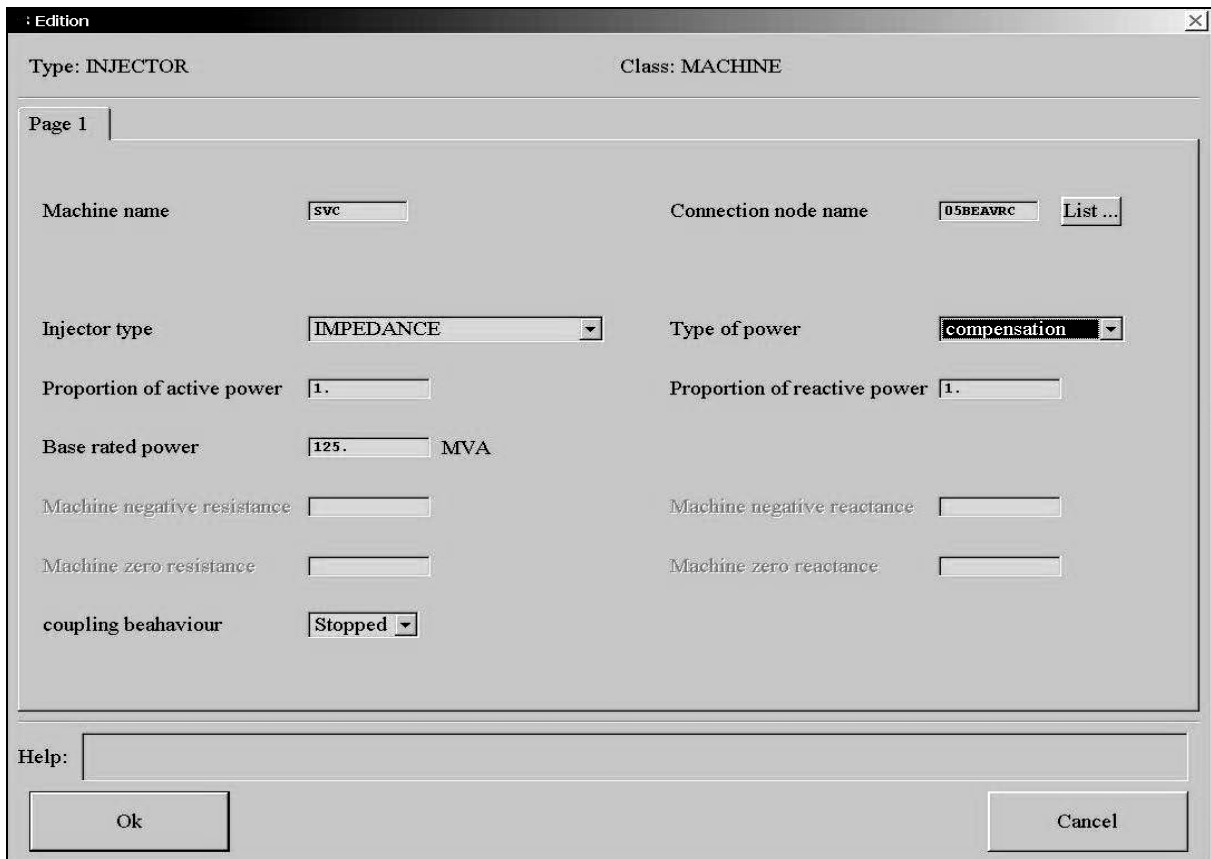 : Edition
Type: INJECTOR Class: MACHINE
Page 1
Machine name SVC Connection node name 05BEAVRC List ...
Injector type IMPEDANCE Type of power compensation
Proportion of active power 1. Proportion of reactive power 1.
Base rated power 125. MVA
Machine negative resistance Machine negative reactance
Machine zero resistance Machine zero reactance
coupling beahaviour Stopped
Help:
Ok Cancel